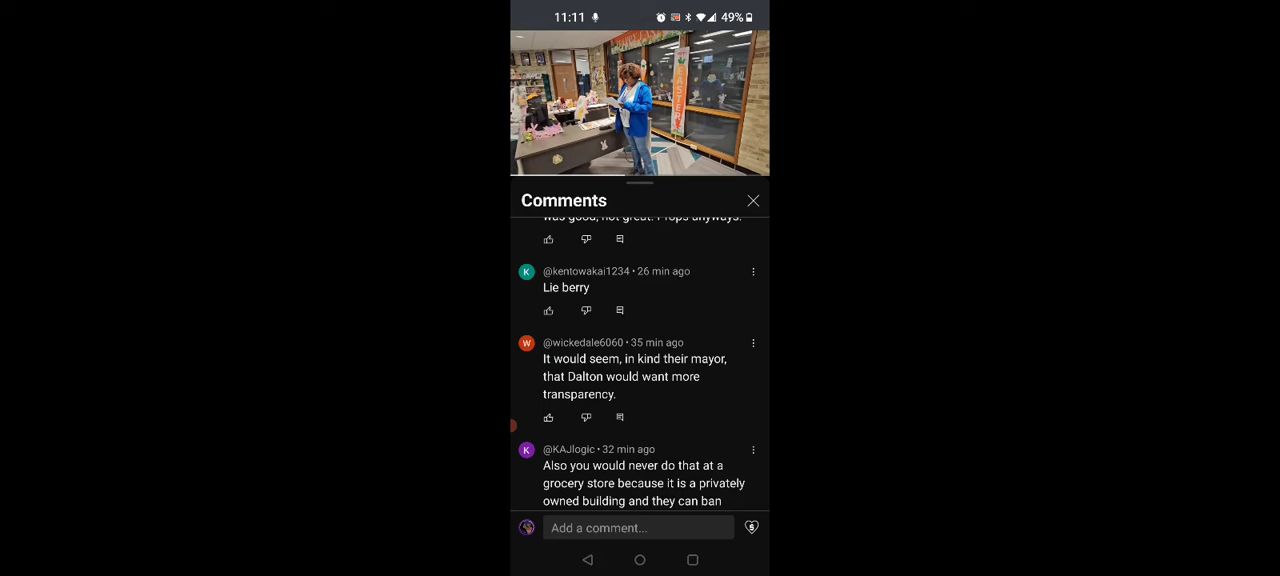 11:11
49%
EASTER
Comments
was good, not great. Props anyways.
@kentowakai1234 • 26 min ago
Lie berry
@wickedale6060 • 35 min ago
It would seem, in kind their mayor,
that Dalton would want more
transparency.
@KAJlogic • 32 min ago
Also you would never do that at a
grocery store because it is a privately
owned building and they can ban
Add a comment...
K
W
K
$